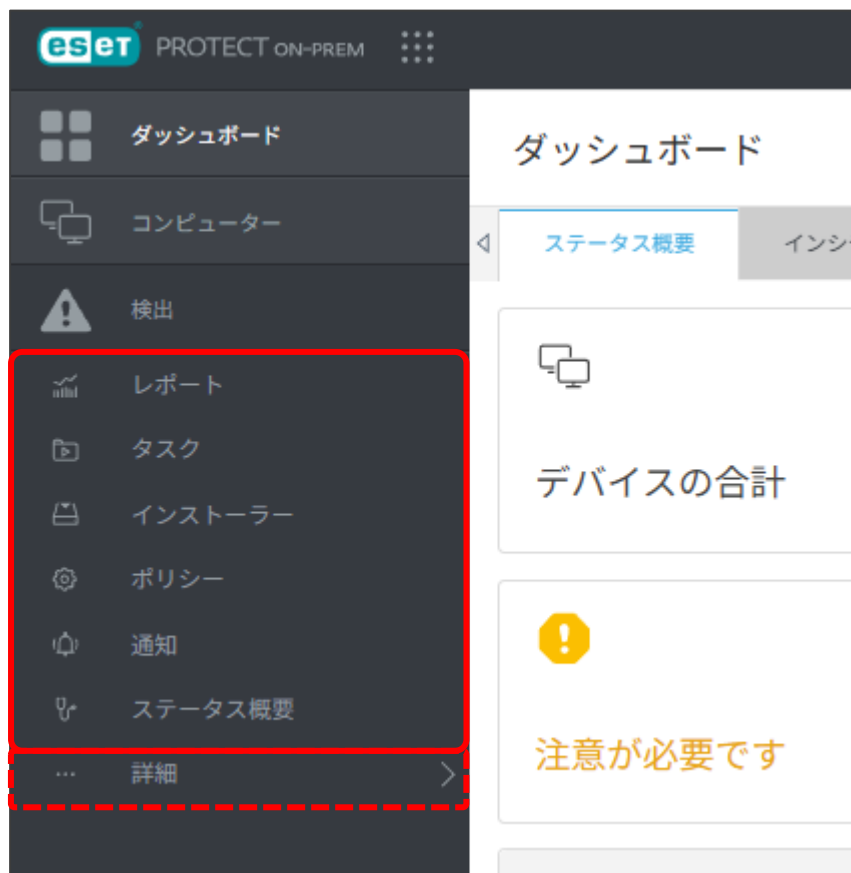 eset PROTECT ON-PREM
ダッシュボード
コンピューター
検出
レポート
タスク
インストーラー
ポリシー
通知
ステータス概要
詳細
ダッシュボード
ステータス概要
インシ
デバイスの合計
注意が必要です